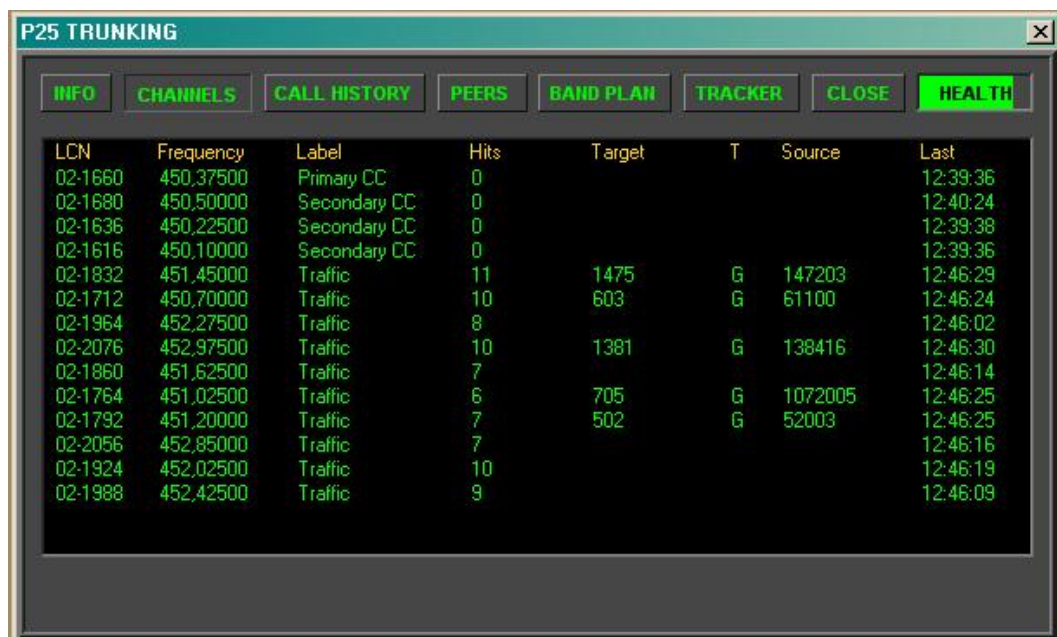 P25 TRUNKING
INFO CHANNELS CALL HISTORY PEERS BAND PLAN TRACKER CLOSE HEALTH
LCN Frequency Label Hits Target T Source Last
02-1660 450,37500 Primary CC 0 12:39:36
02-1680 450,50000 Secondary CC 0 12:40:24
02-1636 450,22500 Secondary CC 0 12:39:38
02-1616 450,10000 Secondary CC 0 12:39:36
02-1832 451,45000 Traffic 11 1475 G 147203 12:46:29
02-1712 450,70000 Traffic 10 603 G 61100 12:46:24
02-1964 452,27500 Traffic 8 12:46:02
02-2076 452,97500 Traffic 10 1381 G 138416 12:46:30
02-1860 451,62500 Traffic 7 12:46:14
02-1764 451,02500 Traffic 6 705 G 1072005 12:46:25
02-1792 451,20000 Traffic 7 502 G 52003 12:46:25
02-2056 452,85000 Traffic 7 12:46:16
02-1924 452,02500 Traffic 10 12:46:19
02-1988 452,42500 Traffic 9 12:46:09